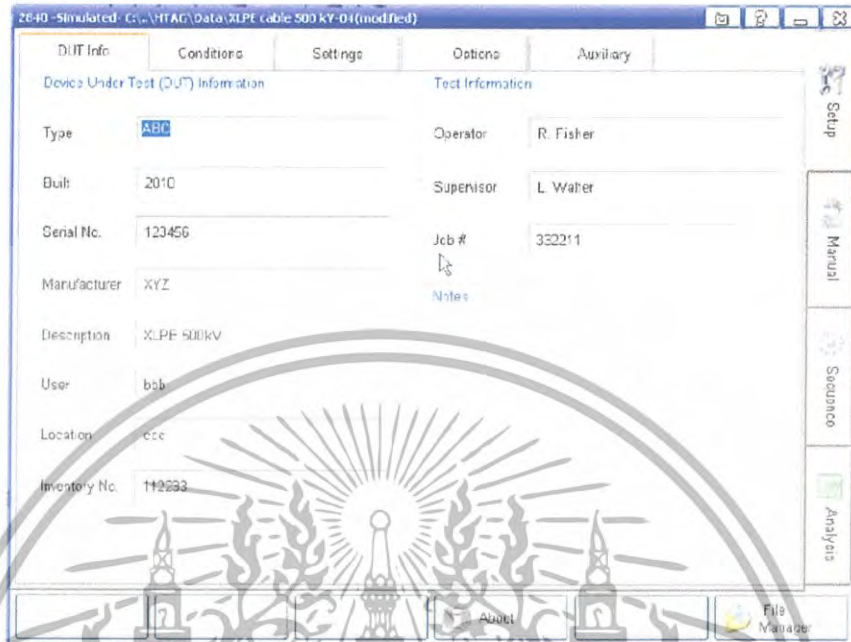 2840 -Simulated- C:\...\HTAG\Data\XLPE cable 500 kY-04(modified)
DUT Info Conditions Settings Options Auxiliary
Device Under Test (DUT) Information Test Information
Type ABC Operator R. Fisher
Built 2010 Supervisor L. Walter
Serial No. 123456 Job # 332211
Manufacturer XYZ
Notes
Description XLPE 500kV
User bbb
Location ccc
Inventory No. 112233
About File
Manager
Setup
Manual
Sequence
Analysis